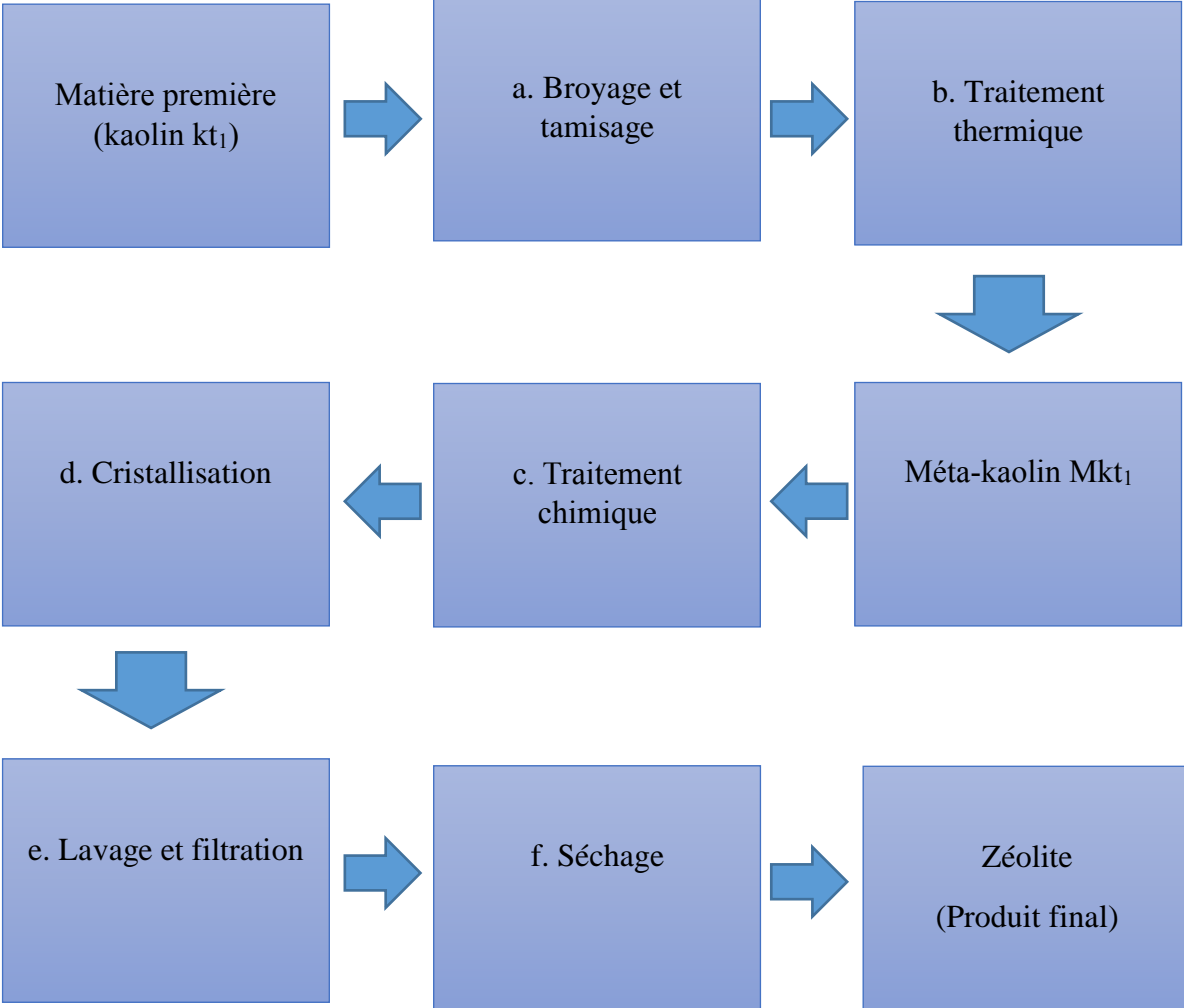 Matière première
(kaolin kt₁)
a. Broyage et
tamisage
b. Traitement
thermique
Méta-kaolin Mkt₁
c. Traitement
chimique
d. Cristallisation
e. Lavage et filtration
f. Séchage
Zéolite
(Produit final)